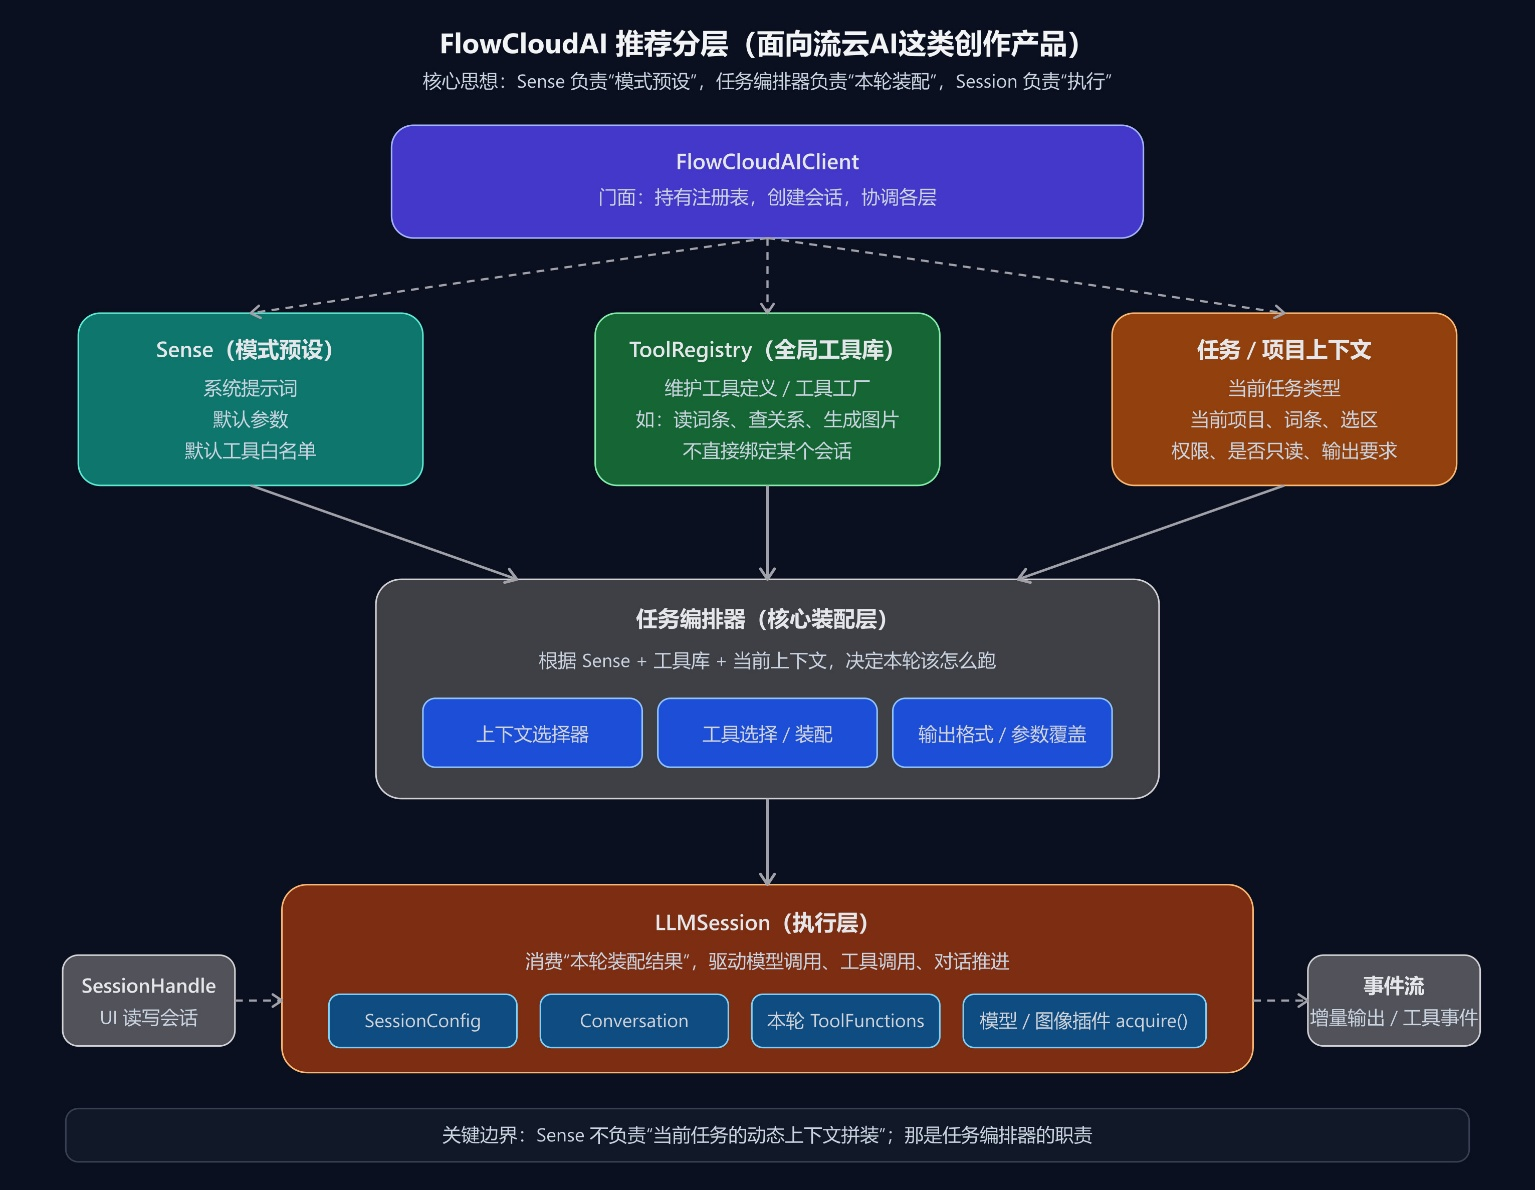 FlowCloudAI 推荐分层（面向流云AI这类创作产品）
核心思想：Sense 负责“模式预设”，任务编排器负责“本轮装配”，Session 负责“执行”
FlowCloudAIClient
门面：持有注册表，创建会话，协调各层
Sense（模式预设）
系统提示词
默认参数
默认工具白名单
ToolRegistry（全局工具库）
维护工具定义 / 工具工厂
如：读词条、查关系、生成图片
不直接绑定某个会话
任务 / 项目上下文
当前任务类型
当前项目、词条、选区
权限、是否只读、输出要求
任务编排器（核心装配层）
根据 Sense + 工具库 + 当前上下文，决定本轮该怎么跑
上下文选择器
工具选择 / 装配
输出格式 / 参数覆盖
LLMSession（执行层）
消费“本轮装配结果”，驱动模型调用、工具调用、对话推进
SessionConfig
Conversation
本轮 ToolFunctions
模型 / 图像插件 acquire()
SessionHandle
UI 读写会话
事件流
增量输出 / 工具事件
关键边界：Sense 不负责“当前任务的动态上下文拼装”；那是任务编排器的职责